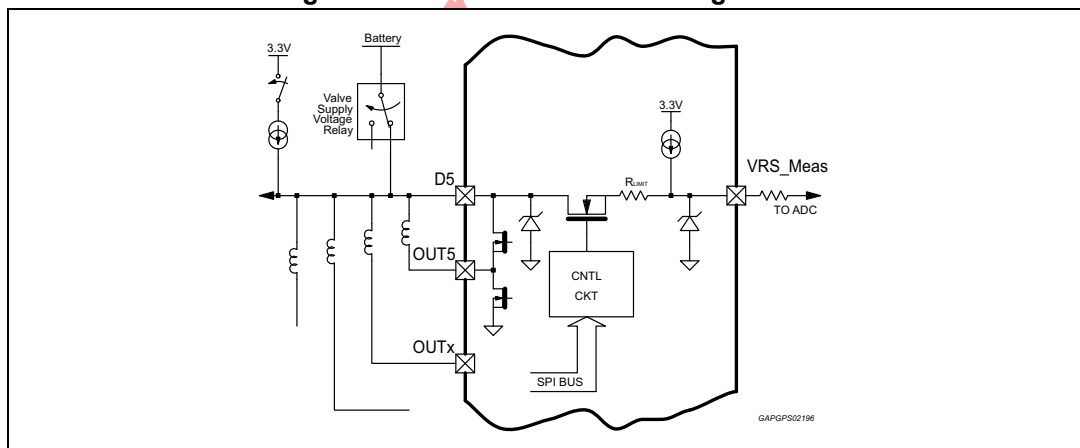 3.3V
Battery
Valve
Supply
Voltage
Relay
3.3V
D5
R LIMIT
VRS_Meas
TO ADC
OUT5
CNTL
CKT
OUTx
SPI BUS
GAPGPS02196